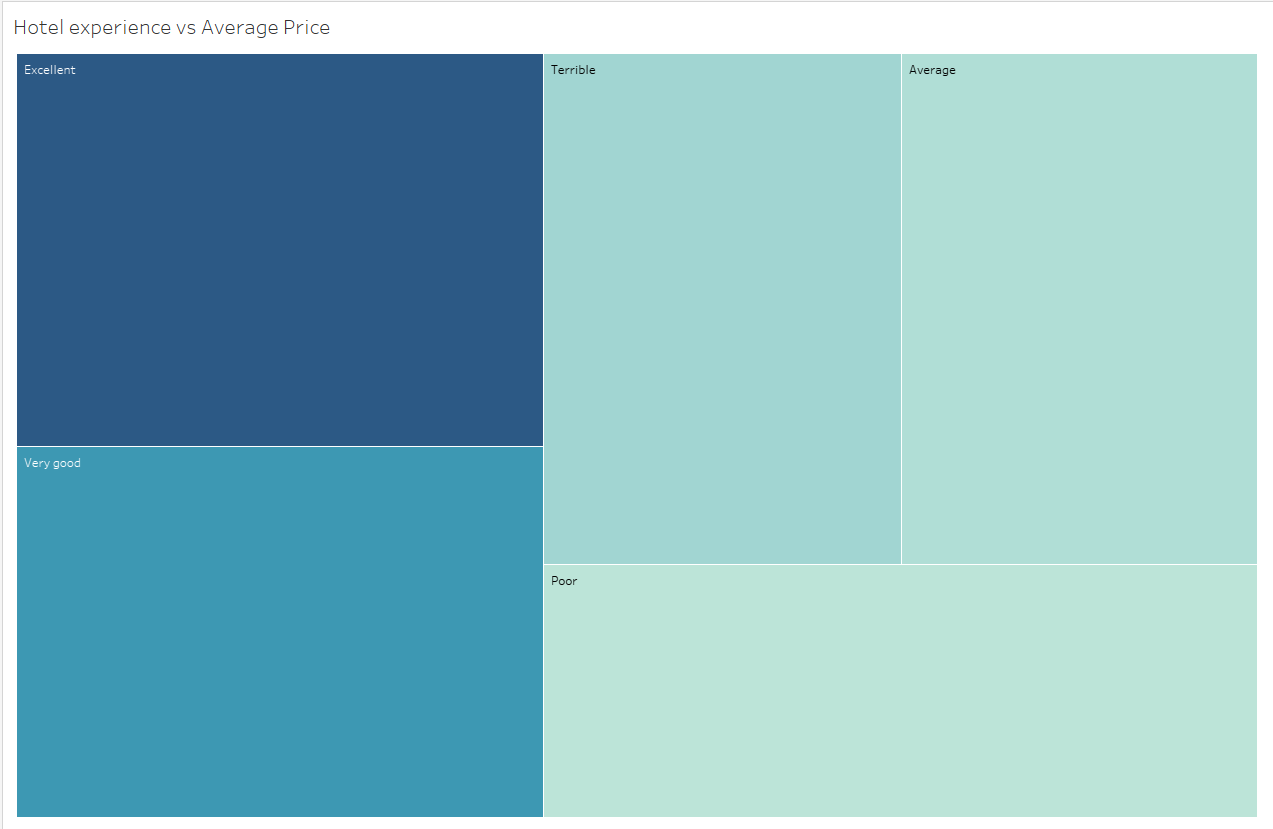 Hotel experience vs Average Price
Excellent
Terrible
Average
Very good
Poor